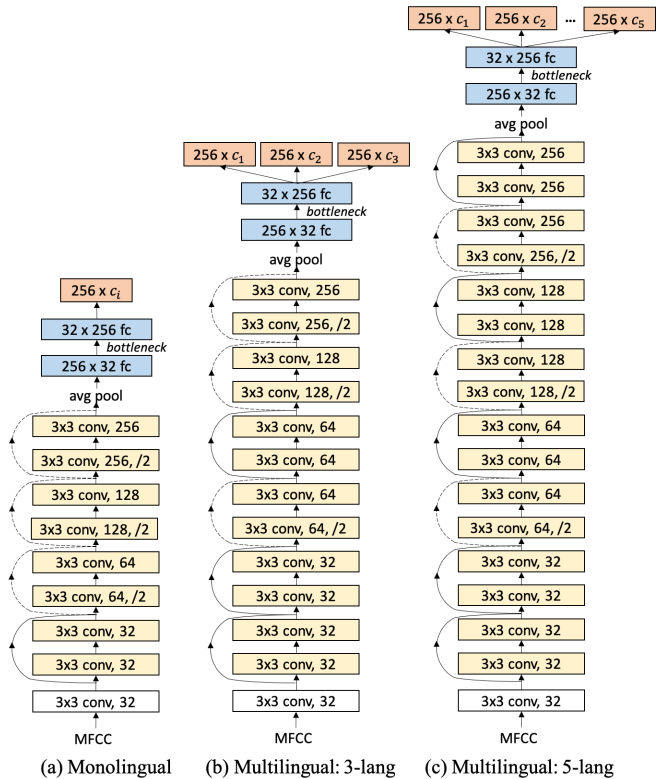 256 x c₁
256 x c₂
...
256 x c₅
32 x 256 fc
bottleneck
256 x 32 fc
avg pool
3x3 conv, 256
3x3 conv, 256
3x3 conv, 256
3x3 conv, 256, /2
3x3 conv, 128
3x3 conv, 128
3x3 conv, 128
3x3 conv, 128, /2
3x3 conv, 64
3x3 conv, 64
3x3 conv, 64
3x3 conv, 64, /2
3x3 conv, 32
3x3 conv, 32
3x3 conv, 32
3x3 conv, 32
3x3 conv, 32
MFCC
256 x c₁
256 x c₂
256 x c₃
32 x 256 fc
bottleneck
256 x 32 fc
avg pool
3x3 conv, 256
3x3 conv, 256, /2
3x3 conv, 128
3x3 conv, 128, /2
3x3 conv, 64
3x3 conv, 64
3x3 conv, 64
3x3 conv, 64, /2
3x3 conv, 32
3x3 conv, 32
3x3 conv, 32
3x3 conv, 32
3x3 conv, 32
MFCC
256 x cᵢ
32 x 256 fc
bottleneck
256 x 32 fc
avg pool
3x3 conv, 256
3x3 conv, 256, /2
3x3 conv, 128
3x3 conv, 128, /2
3x3 conv, 64
3x3 conv, 64, /2
3x3 conv, 32
3x3 conv, 32
3x3 conv, 32
MFCC
(a) Monolingual
(b) Multilingual: 3-lang
(c) Multilingual: 5-lang